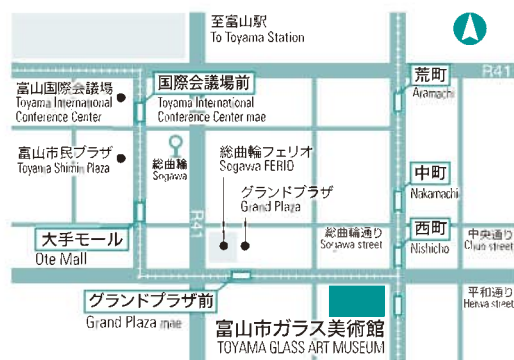 至富山駅
To Toyama Station
R41
富山国際会議場
Toyama International
Conference Center
国際会議場前
Toyama International
Conference Center mae
荒町
Aramachi
富山市民プラザ
Toyama Shimin Plaza
総曲輪
Sogawa
総曲輪フェリオ
Sogawa FERIO
グランドプラザ
Grand Plaza
中町
Nakamachi
R41
大手モール
Ote Mall
総曲輪通り
Sogawa street
西町
Nishicho
中央通り
Chuo street
グランドプラザ前
Grand Plaza mae
平和通り
Heiwa street
富山市ガラス美術館
TOYAMA GLASS ART MUSEUM